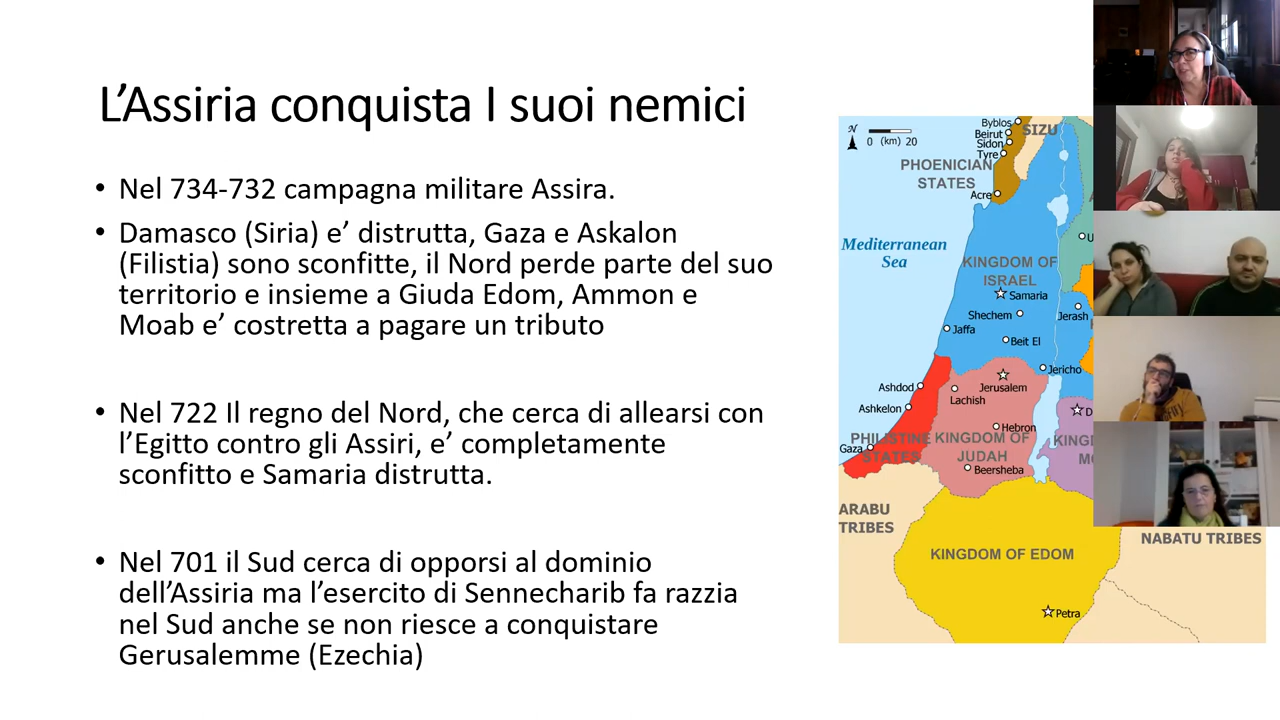 L'Assiria conquista I suoi nemici
• Nel 734-732 campagna militare Assira.
• Damasco (Siria) e' distrutta, Gaza e Askalon
(Filistia) sono sconfitte, il Nord perde parte del suo
territorio e insieme a Giuda Edom, Ammon e
Moab e' costretta a pagare un tributo
• Nel 722 Il regno del Nord, che cerca di allearsi con
l'Egitto contro gli Assiri, e' completamente
sconfitto e Samaria distrutta.
• Nel 701 il Sud cerca di opporsi al dominio
dell'Assiria ma l'esercito di Sennecharib fa razzia
nel Sud anche se non riesce a conquistare
Gerusalemme (Ezechia)
N
0 (km) 20
Byblos
SIZU
Beirut
Sidon
Tyre
PHOENICIAN
STATES
Acre
Mediterranean
Sea
KINGDOM OF
ISRAEL
Samaria
Shechem
Jerash
Jaffa
Beit El
Jericho
Ashdod
Jerusalem
Lachish
Ashkelon
Hebron
PHILISTINE
STATES
KINGDOM OF
JUDAH
Gaza
Beersheba
ARABU
TRIBES
NABATU TRIBES
KINGDOM OF EDOM
Petra